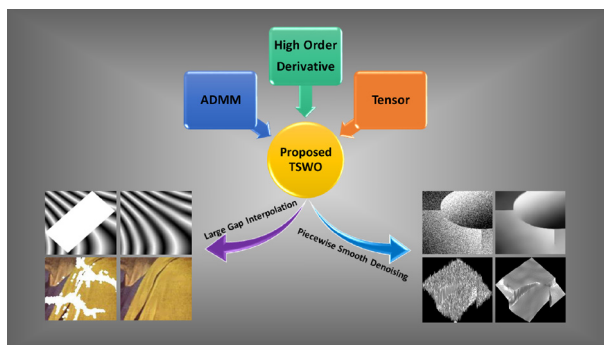 High Order
Derivative
ADMM
Tensor
Proposed
TSWO
Large Gap Interpolation
Piecewise Smooth Denoising